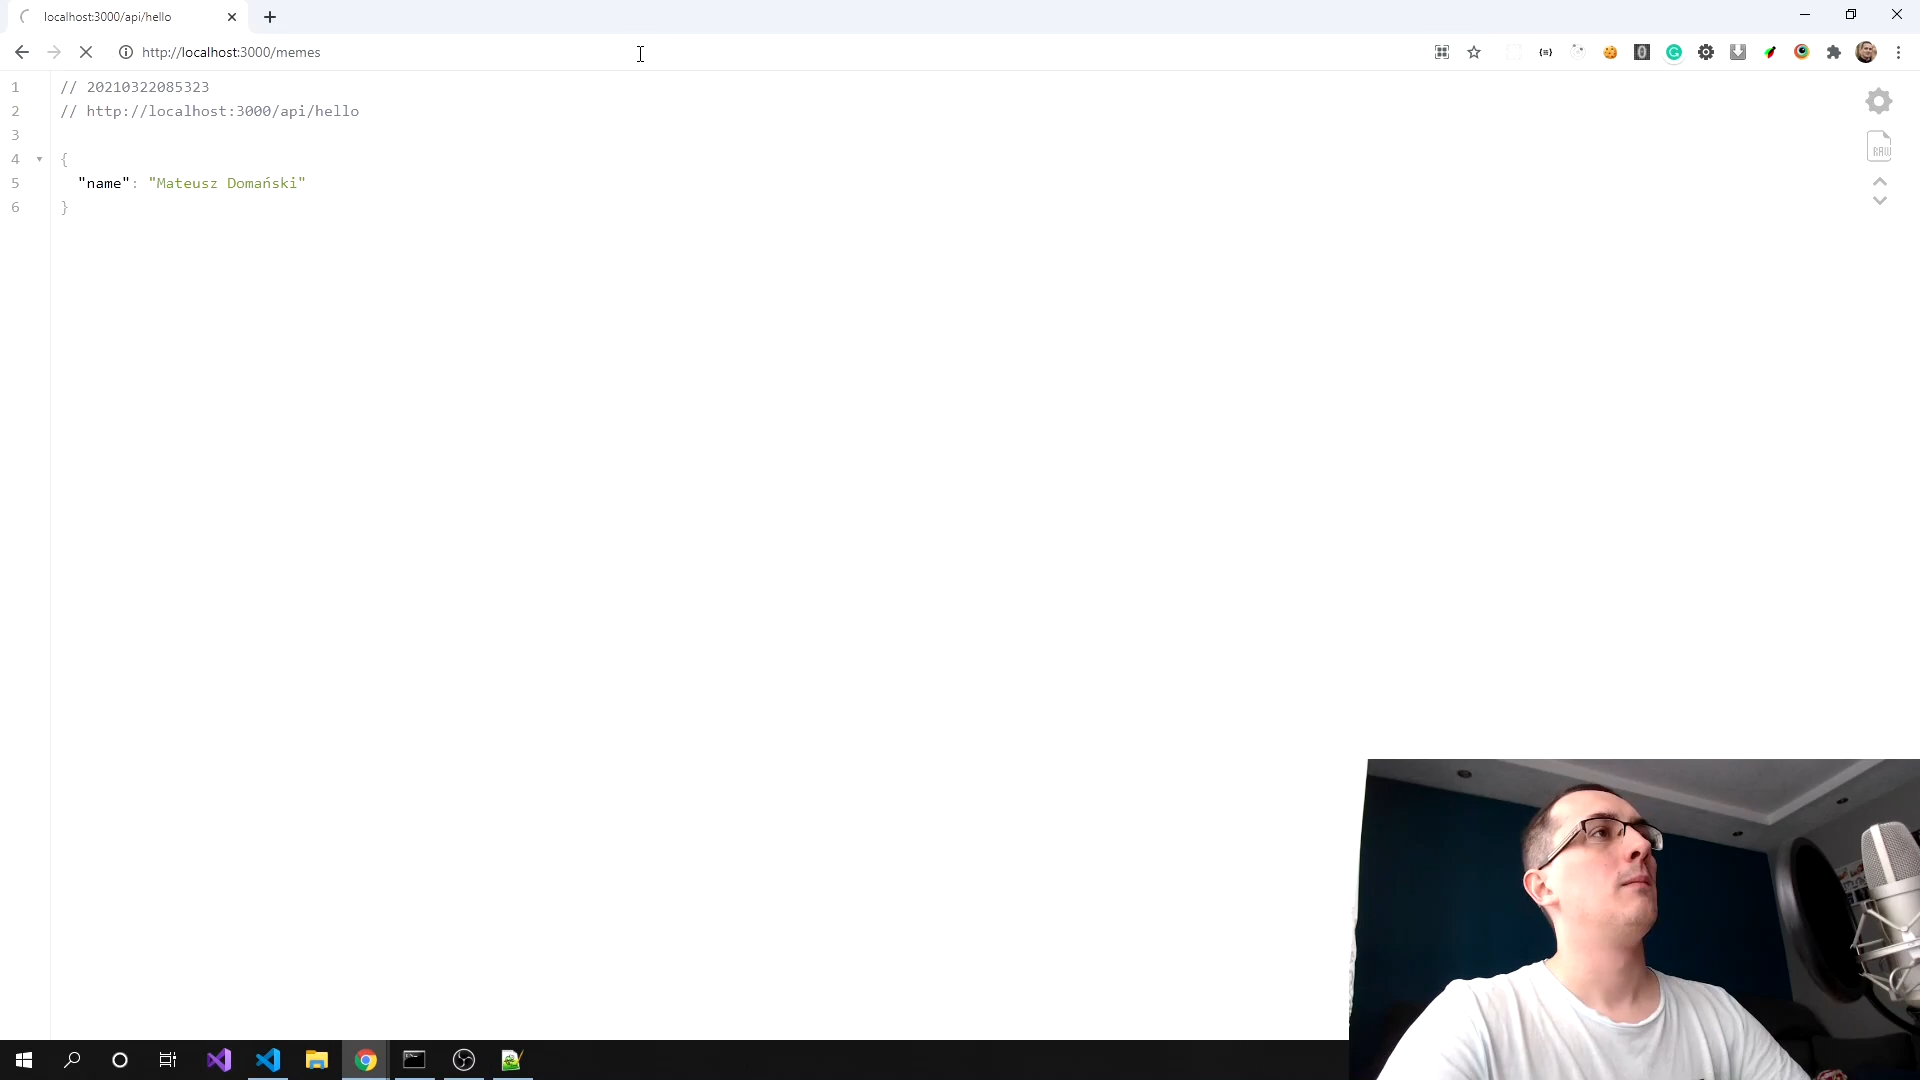 localhost:3000/api/hello
http://localhost:3000/memes
1 // 20210322085323
2 // http://localhost:3000/api/hello
3
4 {
5 "name": "Mateusz Domański"
6 }
RAW